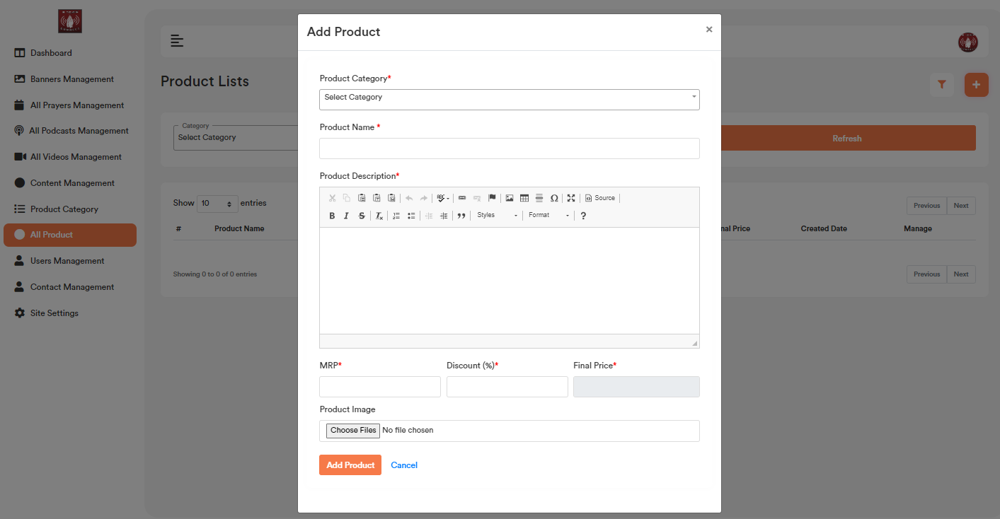 Dashboard
Banners Management
All Prayers Management
All Podcasts Management
All Videos Management
Content Management
Product Category
All Product
Users Management
Contact Management
Site Settings
Product Lists
Category
Select Category
Refresh
Show 10 entries
Previous Next
# Product Name nal Price Created Date Manage
Showing 0 to 0 of 0 entries
Previous Next
Add Product ×
Product Category*
Select Category
Product Name *
Product Description*
Source
B I S Tx Styles Format ?
MRP* Discount (%)* Final Price*
Product Image
Choose Files No file chosen
Add Product Cancel